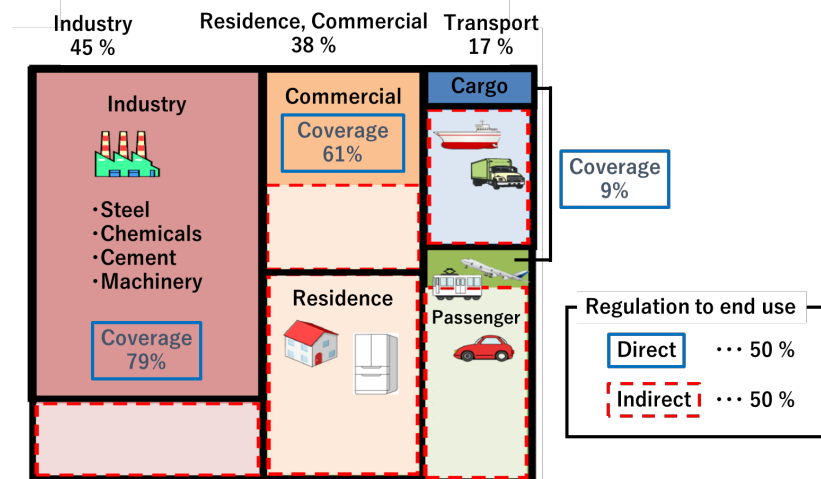 Industry
45 %
Residence, Commercial
38 %
Transport
17 %
Industry
・Steel
・Chemicals
・Cement
・Machinery
Coverage
79%
Commercial
Coverage
61%
Residence
Cargo
Passenger
Coverage
9%
Regulation to end use
Direct ・・・ 50 %
Indirect ・・・ 50 %